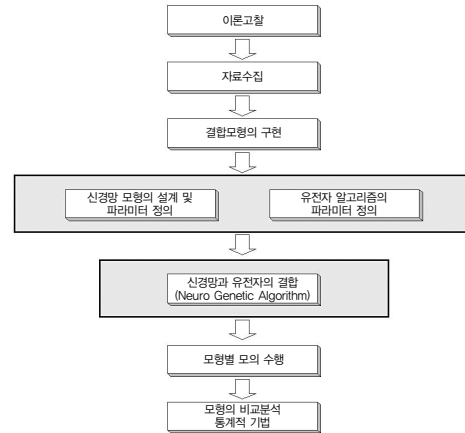 이론고찰
자료수집
결합모형의 구현
신경망 모형의 설계 및
파라미터 정의
유전자 알고리즘의
파라미터 정의
신경망과 유전자의 결합
(Neuro Genetic Algorithm)
모형별 모의 수행
모형의 비교분석
통계적 기법